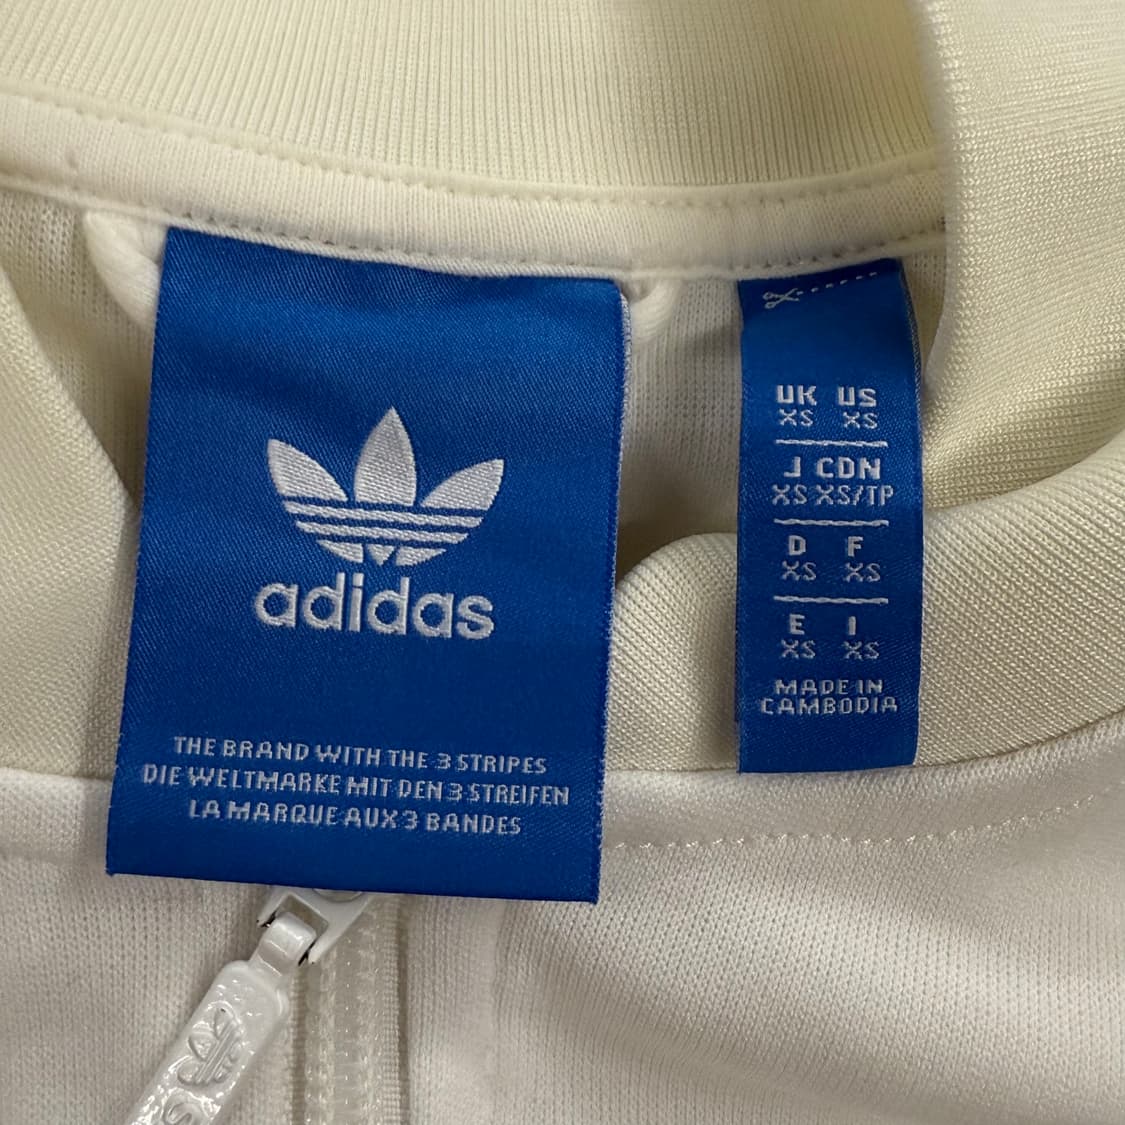 adidas
THE BRAND WITH THE 3 STRIPES
DIE WELTMARKE MIT DEN 3 STREIFEN
LA MARQUE AUX 3 BANDES
UK US
XS XS
J CDN
XS XS/TP
D F
XS XS
E I
XS XS
MADE IN
CAMBODIA